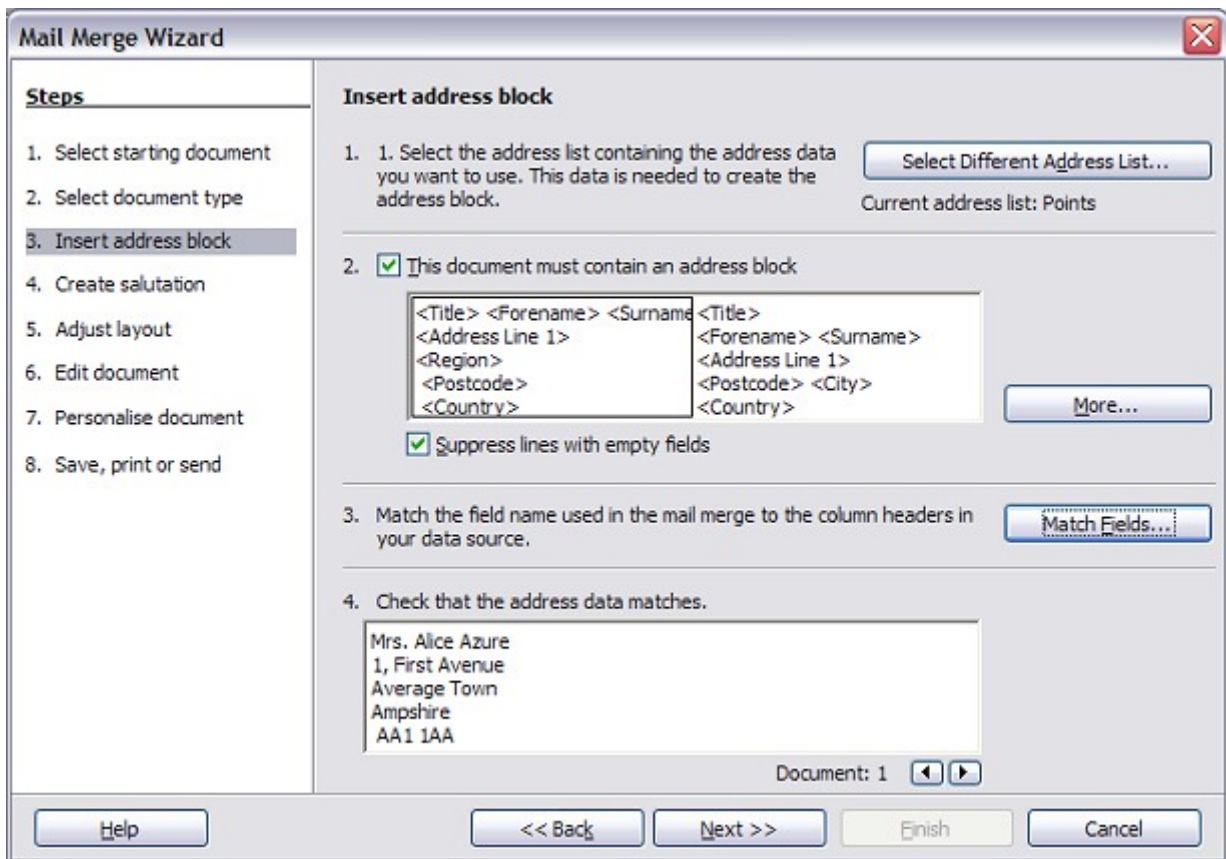 Mail Merge Wizard
Steps
1. Select starting document
2. Select document type
3. Insert address block
4. Create salutation
5. Adjust layout
6. Edit document
7. Personalise document
8. Save, print or send
Insert address block
1. 1. Select the address list containing the address data
you want to use. This data is needed to create the
address block.
Select Different Address List...
Current address list: Points
2. This document must contain an address block
<Title> <Forename> <Surname
<Address Line 1>
<Region>
<Postcode>
<Country>
<Title>
<Forename> <Surname>
<Address Line 1>
<Postcode> <City>
<Country>
More...
Suppress lines with empty fields
3. Match the field name used in the mail merge to the column headers in
your data source.
Match Fields...
4. Check that the address data matches.
Mrs. Alice Azure
1, First Avenue
Average Town
Ampshire
AA1 1AA
Document: 1
Help
<< Back
Next >>
Finish
Cancel